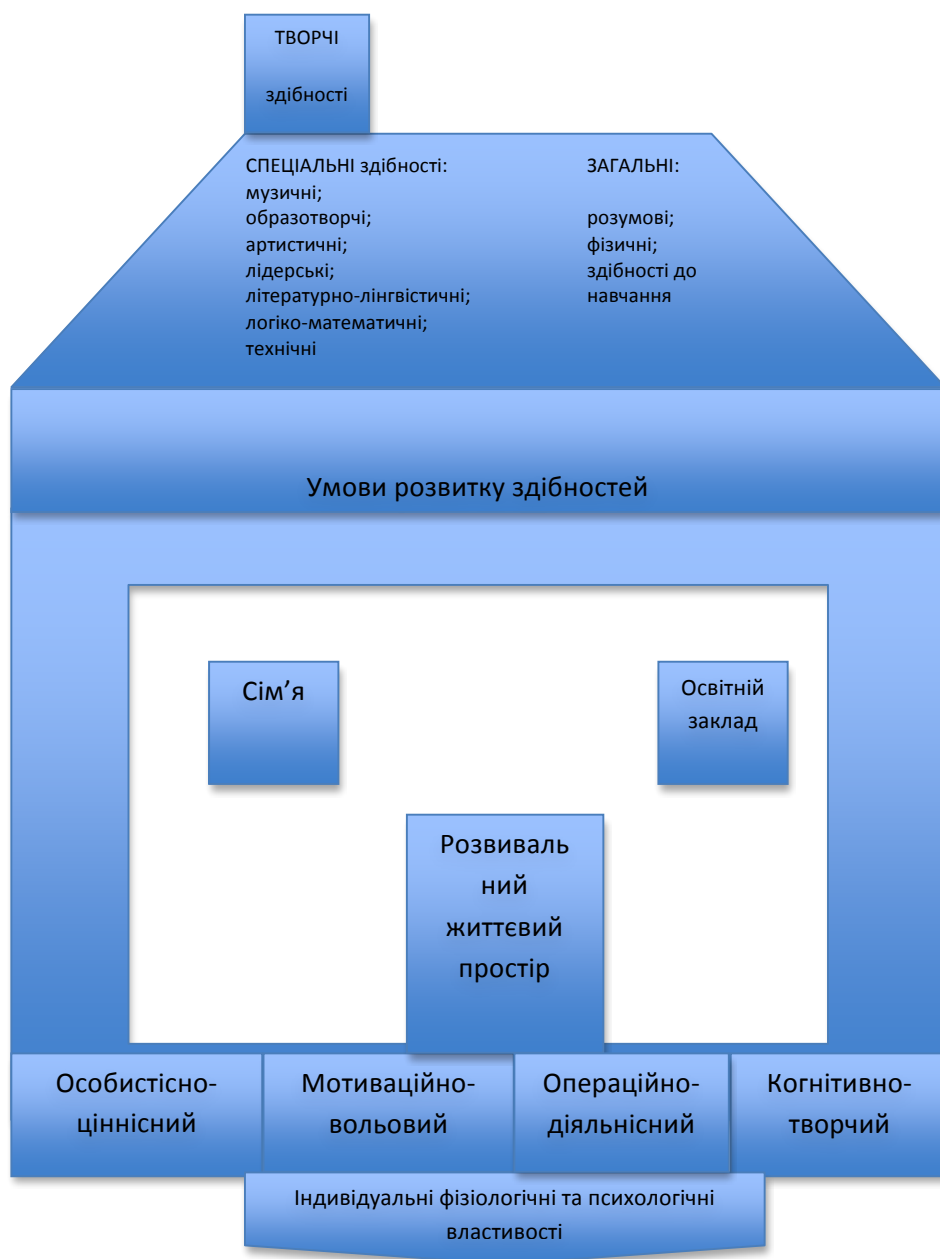 ТВОРЧІ
здібності
СПЕЦІАЛЬНІ здібності:
музичні;
образотворчі;
артистичні;
лідерські;
літературно-лінгвістичні;
логіко-математичні;
технічні
ЗАГАЛЬНІ:
розумові;
фізичні;
здібності до
навчання
Умови розвитку здібностей
Сім’я
Освітній
заклад
Розвиваль
ний
життєвий
простір
Особистісно-
ціннісний
Мотиваційно-
вольовий
Операційно-
діяльнісний
Когнітивно-
творчий
Індивідуальні фізіологічні та психологічні
властивості